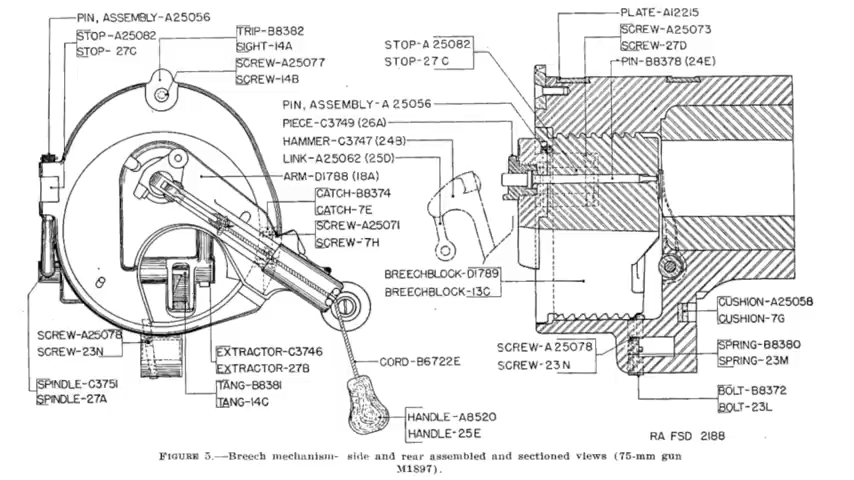 PIN, ASSEMBLY-A25056
STOP-A25082
STOP-27C
TRIP-B8382
SIGHT-14A
SCREW-A25077
SCREW-14B
STOP-A25082
STOP-27C
PLATE-A12215
SCREW-A25073
SCREW-27D
PIN-B8378 (24E)
PIN, ASSEMBLY-A 25056
PIECE-C3749 (26A)
HAMMER-C3747 (24B)
LINK-A25062 (25D)
ARM-D1788 (18A)
CATCH-B8374
CATCH-7E
SCREW-A25071
SCREW-7H
BREECHBLOCK-D1789
BREECHBLOCK-13C
CUSHION-A25058
CUSHION-7G
SCREW-A25078
SCREW-23N
EXTRACTOR-C3746
EXTRACTOR-27B
SPINDLE-C3751
SPINDLE-27A
TANG-B8381
TANG-14C
CORD-B6722E
HANDLE-A8520
HANDLE-25E
SCREW-A25078
SCREW-23N
SPRING-B8380
SPRING-23M
BOLT-B8372
BOLT-23L
RA FSD 2188
FIGURE 5.—Breech mechanism- side and rear assembled and sectioned views (75-mm gun
M1897).